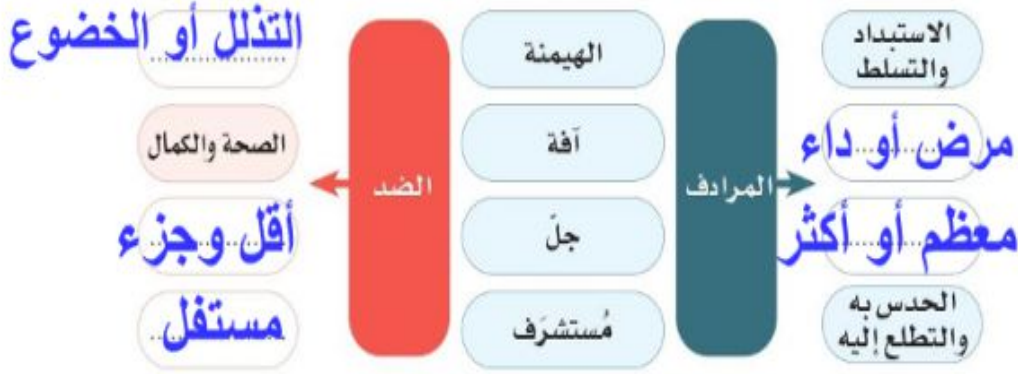 الاستبداد والتسلط
الهيمنة
التذلل أو الخضوع
مرض أو داء
آفة
الصحة والكمال
المرادف
الضد
معظم أو أكثر
جلّ
أقل وجزء
الحدس به والتطلع إليه
مُستشرَف
مستفل